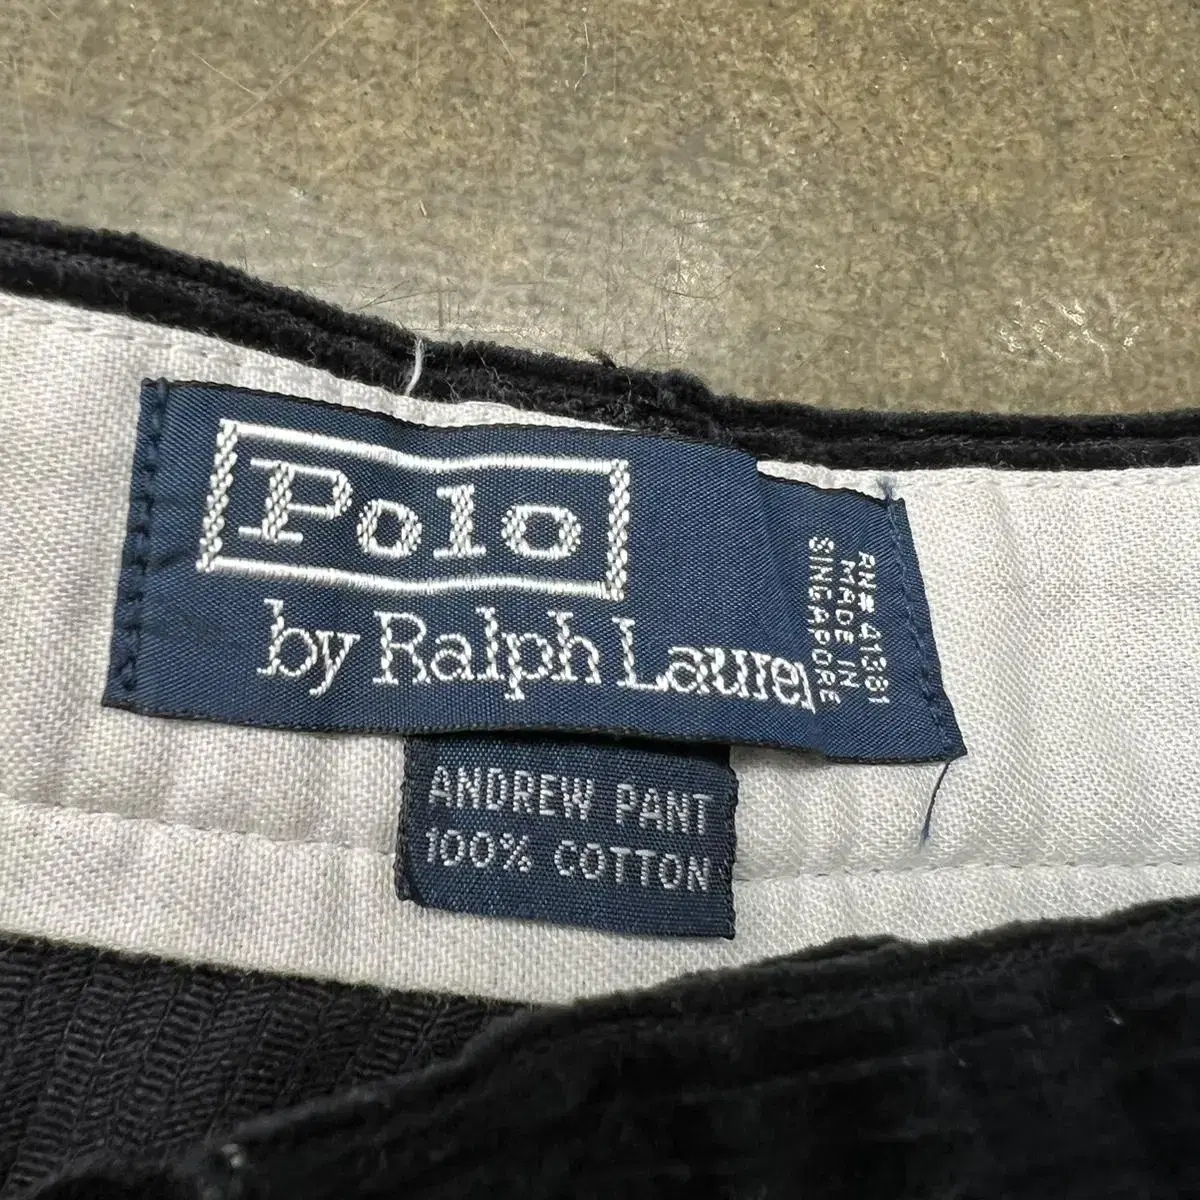 Polo
by Ralph Lauren
RN# 41381
MADE IN
SINGAPORE
ANDREW PANT
100% COTTON